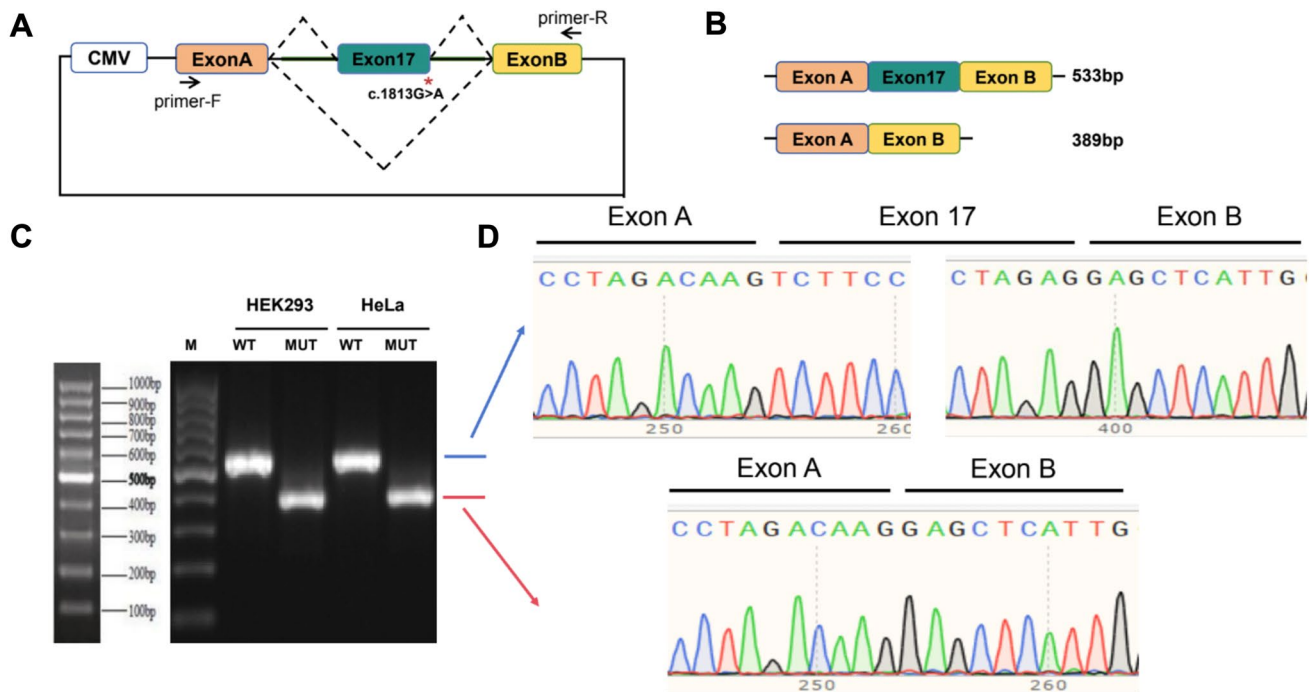 A
CMV
ExonA
Exon17
ExonB
primer-R
primer-F
*
c.1813G>A
B
Exon A Exon17 Exon B 533bp
Exon A Exon B 389bp
C
HEK293 HeLa
M WT MUT WT MUT
1000bp
900bp
800bp
700bp
600bp
500bp
400bp
300bp
200bp
100bp
D
Exon A Exon 17 Exon B
CCTAGACAAGTCTTCC CTAGAGGAGCTCATTG
250 260 400
Exon A Exon B
CCTAGACAAGGAGCTCATTG
250 260